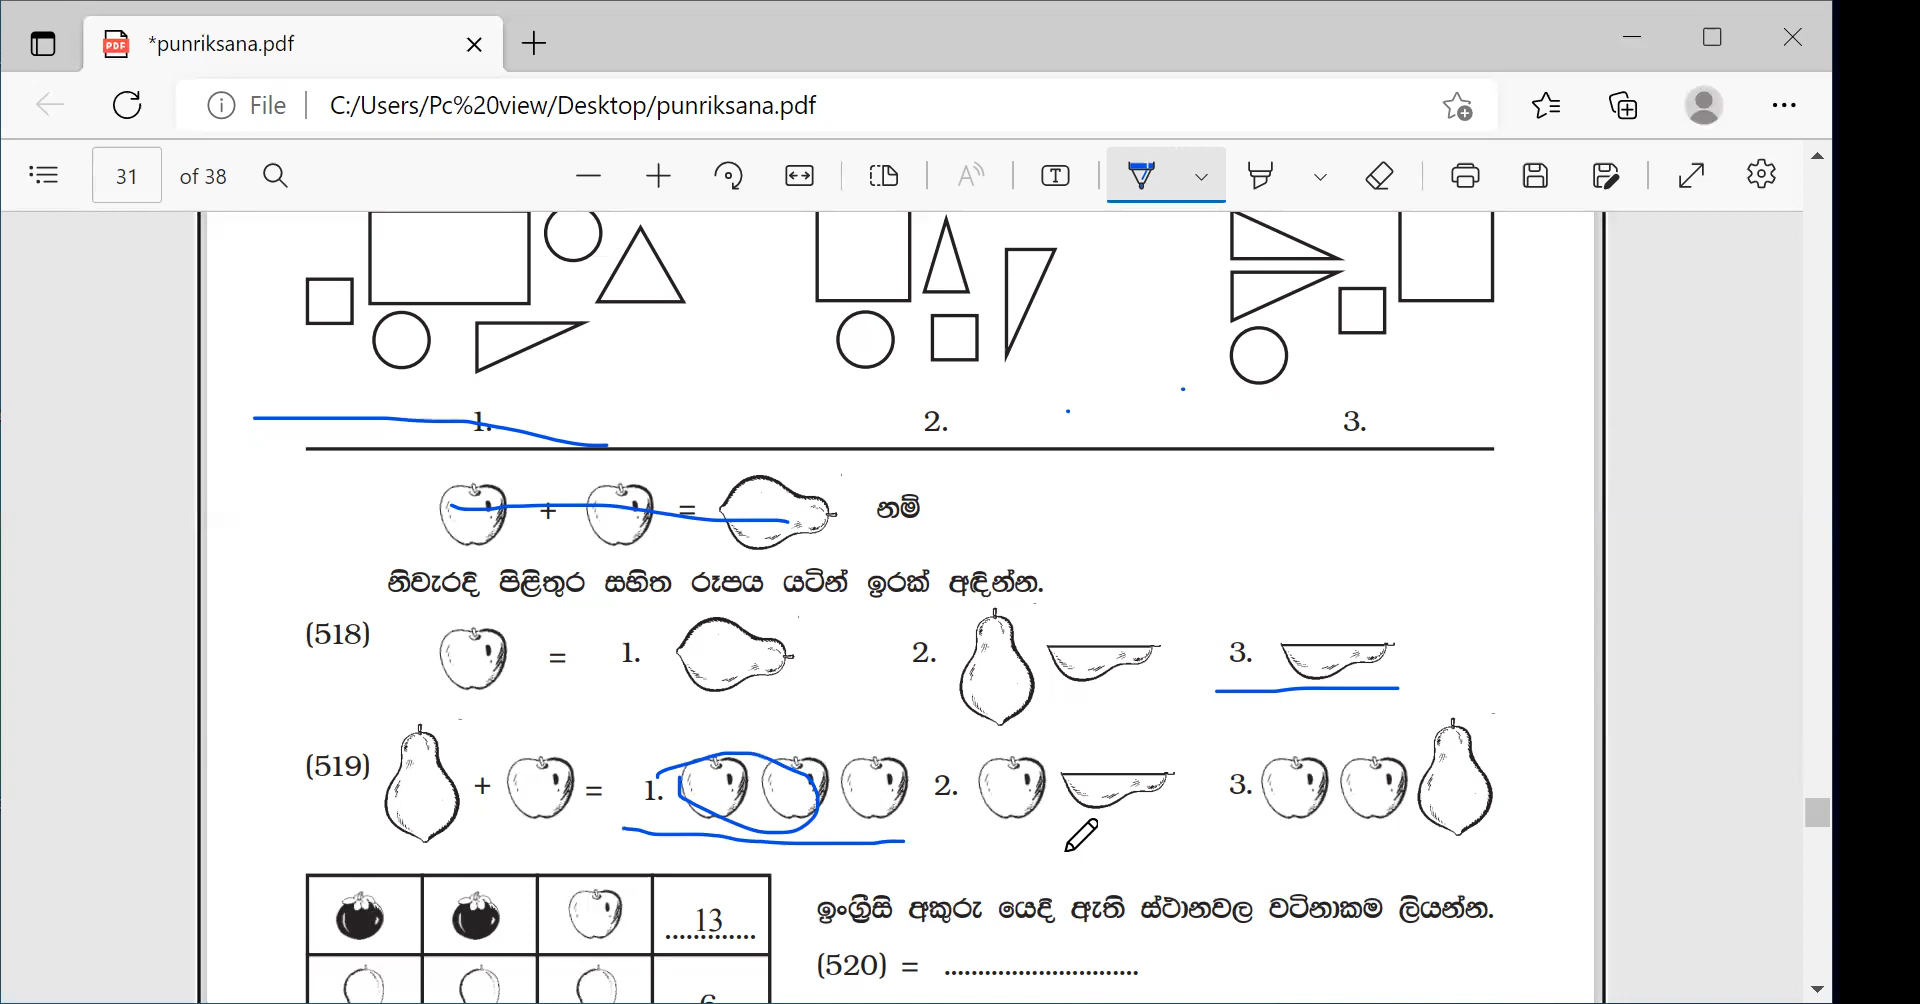 *punriksana.pdf
File C:/Users/Pc%20view/Desktop/punriksana.pdf
31 of 38
1. 2. 3.
+ = නම්
නිවැරදි පිළිතුර සහිත රූපය යටින් ඉරක් අඳින්න.
(518) = 1. 2. 3.
(519) + = 1. 2. 3.
13
ඉංග්‍රීසි අකුරු යෙදී ඇති ස්ථානවල වටිනාකම ලියන්න.
(520) = .............................
6